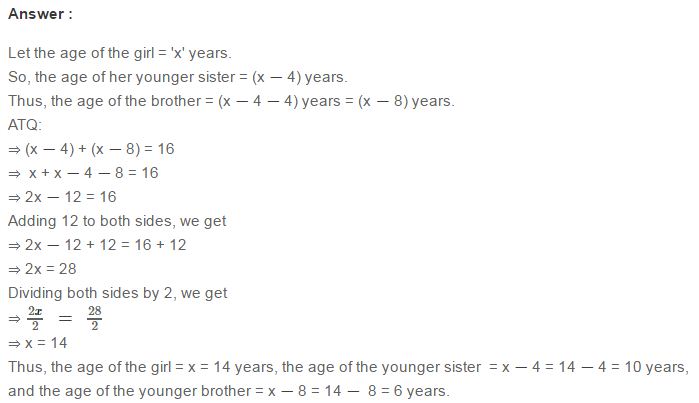 Answer :
Let the age of the girl = 'x' years.
So, the age of her younger sister = (x − 4) years.
Thus, the age of the brother = (x − 4 − 4) years = (x − 8) years.
ATQ:
⇒ (x − 4) + (x − 8) = 16
⇒ x + x − 4 − 8 = 16
⇒ 2x − 12 = 16
Adding 12 to both sides, we get
⇒ 2x − 12 + 12 = 16 + 12
⇒ 2x = 28
Dividing both sides by 2, we get
⇒ 2x/2 = 28/2
⇒ x = 14
Thus, the age of the girl = x = 14 years, the age of the younger sister = x − 4 = 14 − 4 = 10 years,
and the age of the younger brother = x − 8 = 14 − 8 = 6 years.